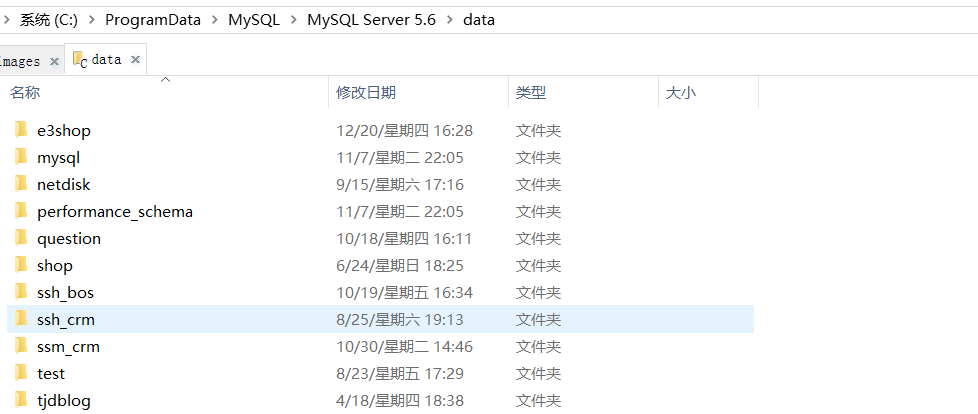 系统 (C:) > ProgramData > MySQL > MySQL Server 5.6 > data
images × data ×
名称 修改日期 类型 大小
e3shop 12/20/星期四 16:28 文件夹
mysql 11/7/星期二 22:05 文件夹
netdisk 9/15/星期六 17:16 文件夹
performance_schema 11/7/星期二 22:05 文件夹
question 10/18/星期四 16:11 文件夹
shop 6/24/星期日 18:25 文件夹
ssh_bos 10/19/星期五 16:34 文件夹
ssh_crm 8/25/星期六 19:13 文件夹
ssm_crm 10/30/星期二 14:46 文件夹
test 8/23/星期五 17:29 文件夹
tjdblog 4/18/星期四 18:38 文件夹